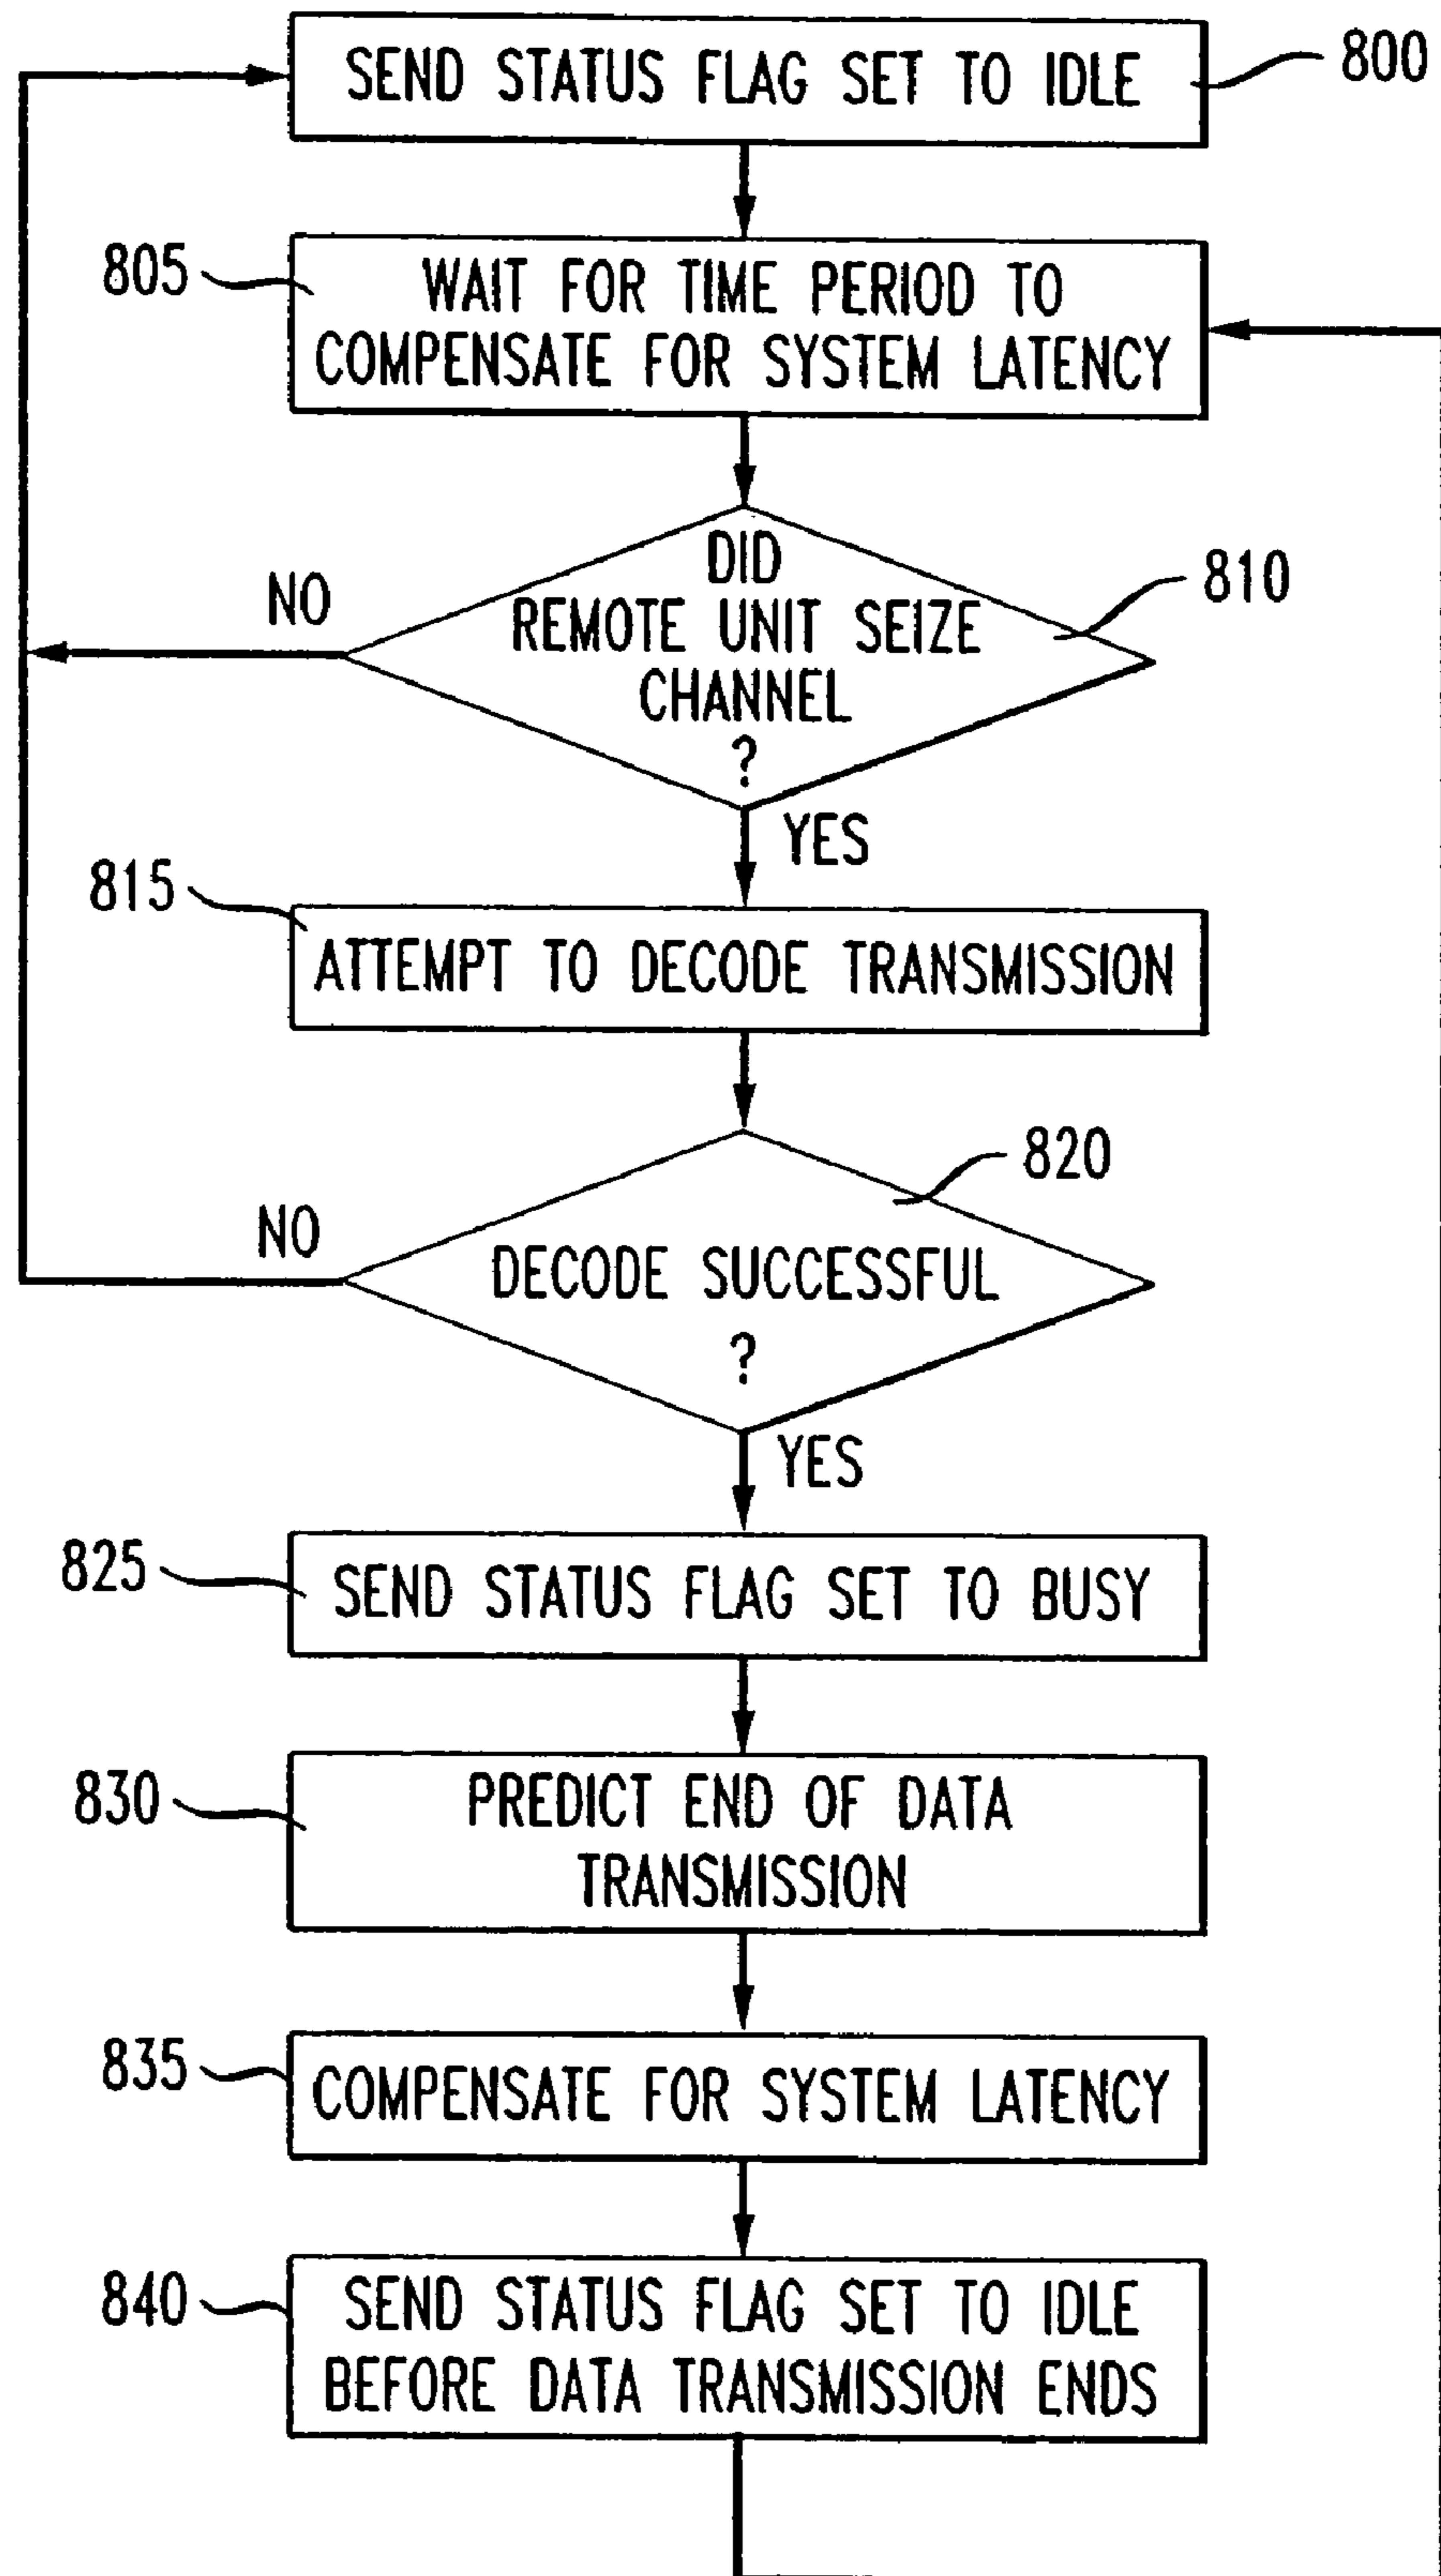 SEND STATUS FLAG SET TO IDLE
800
805
WAIT FOR TIME PERIOD TO
COMPENSATE FOR SYSTEM LATENCY
DID
REMOTE UNIT SEIZE
CHANNEL
?
810
NO
YES
815
ATTEMPT TO DECODE TRANSMISSION
820
NO
DECODE SUCCESSFUL
?
YES
825
SEND STATUS FLAG SET TO BUSY
830
PREDICT END OF DATA
TRANSMISSION
835
COMPENSATE FOR SYSTEM LATENCY
840
SEND STATUS FLAG SET TO IDLE
BEFORE DATA TRANSMISSION ENDS